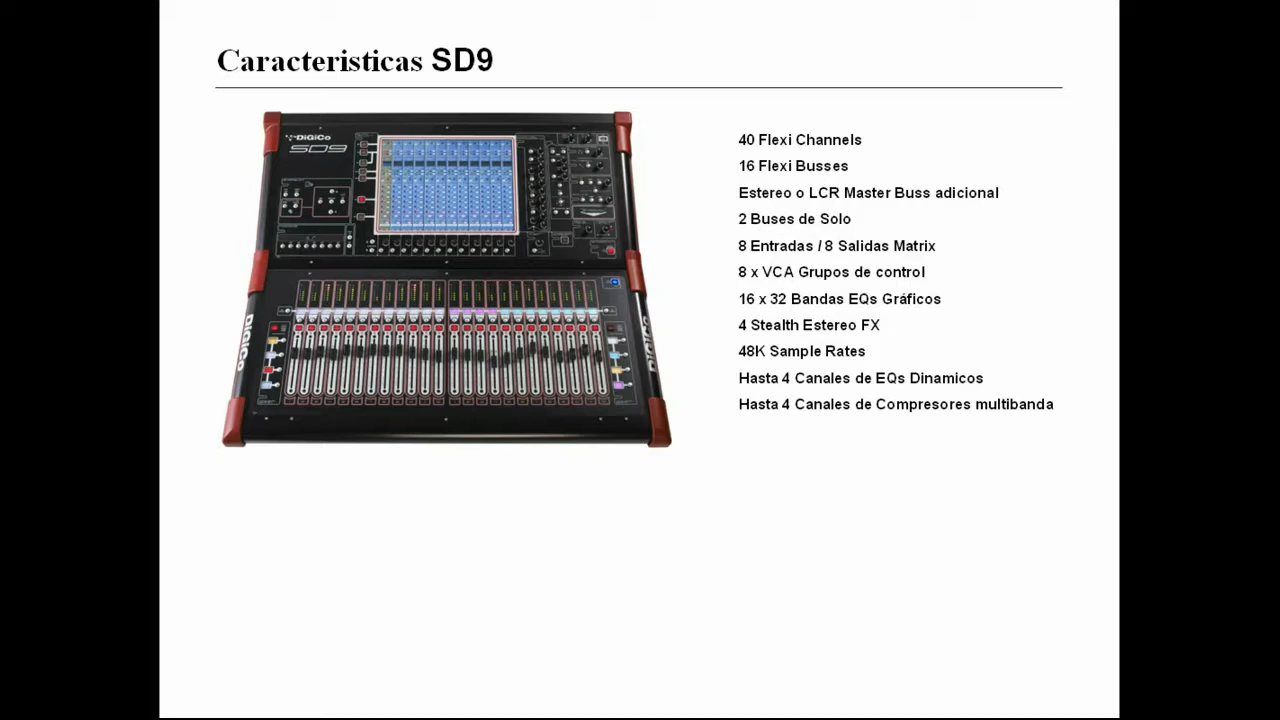 Caracteristicas SD9
DiGiCo
SD9
DiGiCo
DiGiCo
40 Flexi Channels
16 Flexi Busses
Estereo o LCR Master Buss adicional
2 Buses de Solo
8 Entradas / 8 Salidas Matrix
8 x VCA Grupos de control
16 x 32 Bandas EQs Gráficos
4 Stealth Estereo FX
48K Sample Rates
Hasta 4 Canales de EQs Dinamicos
Hasta 4 Canales de Compresores multibanda